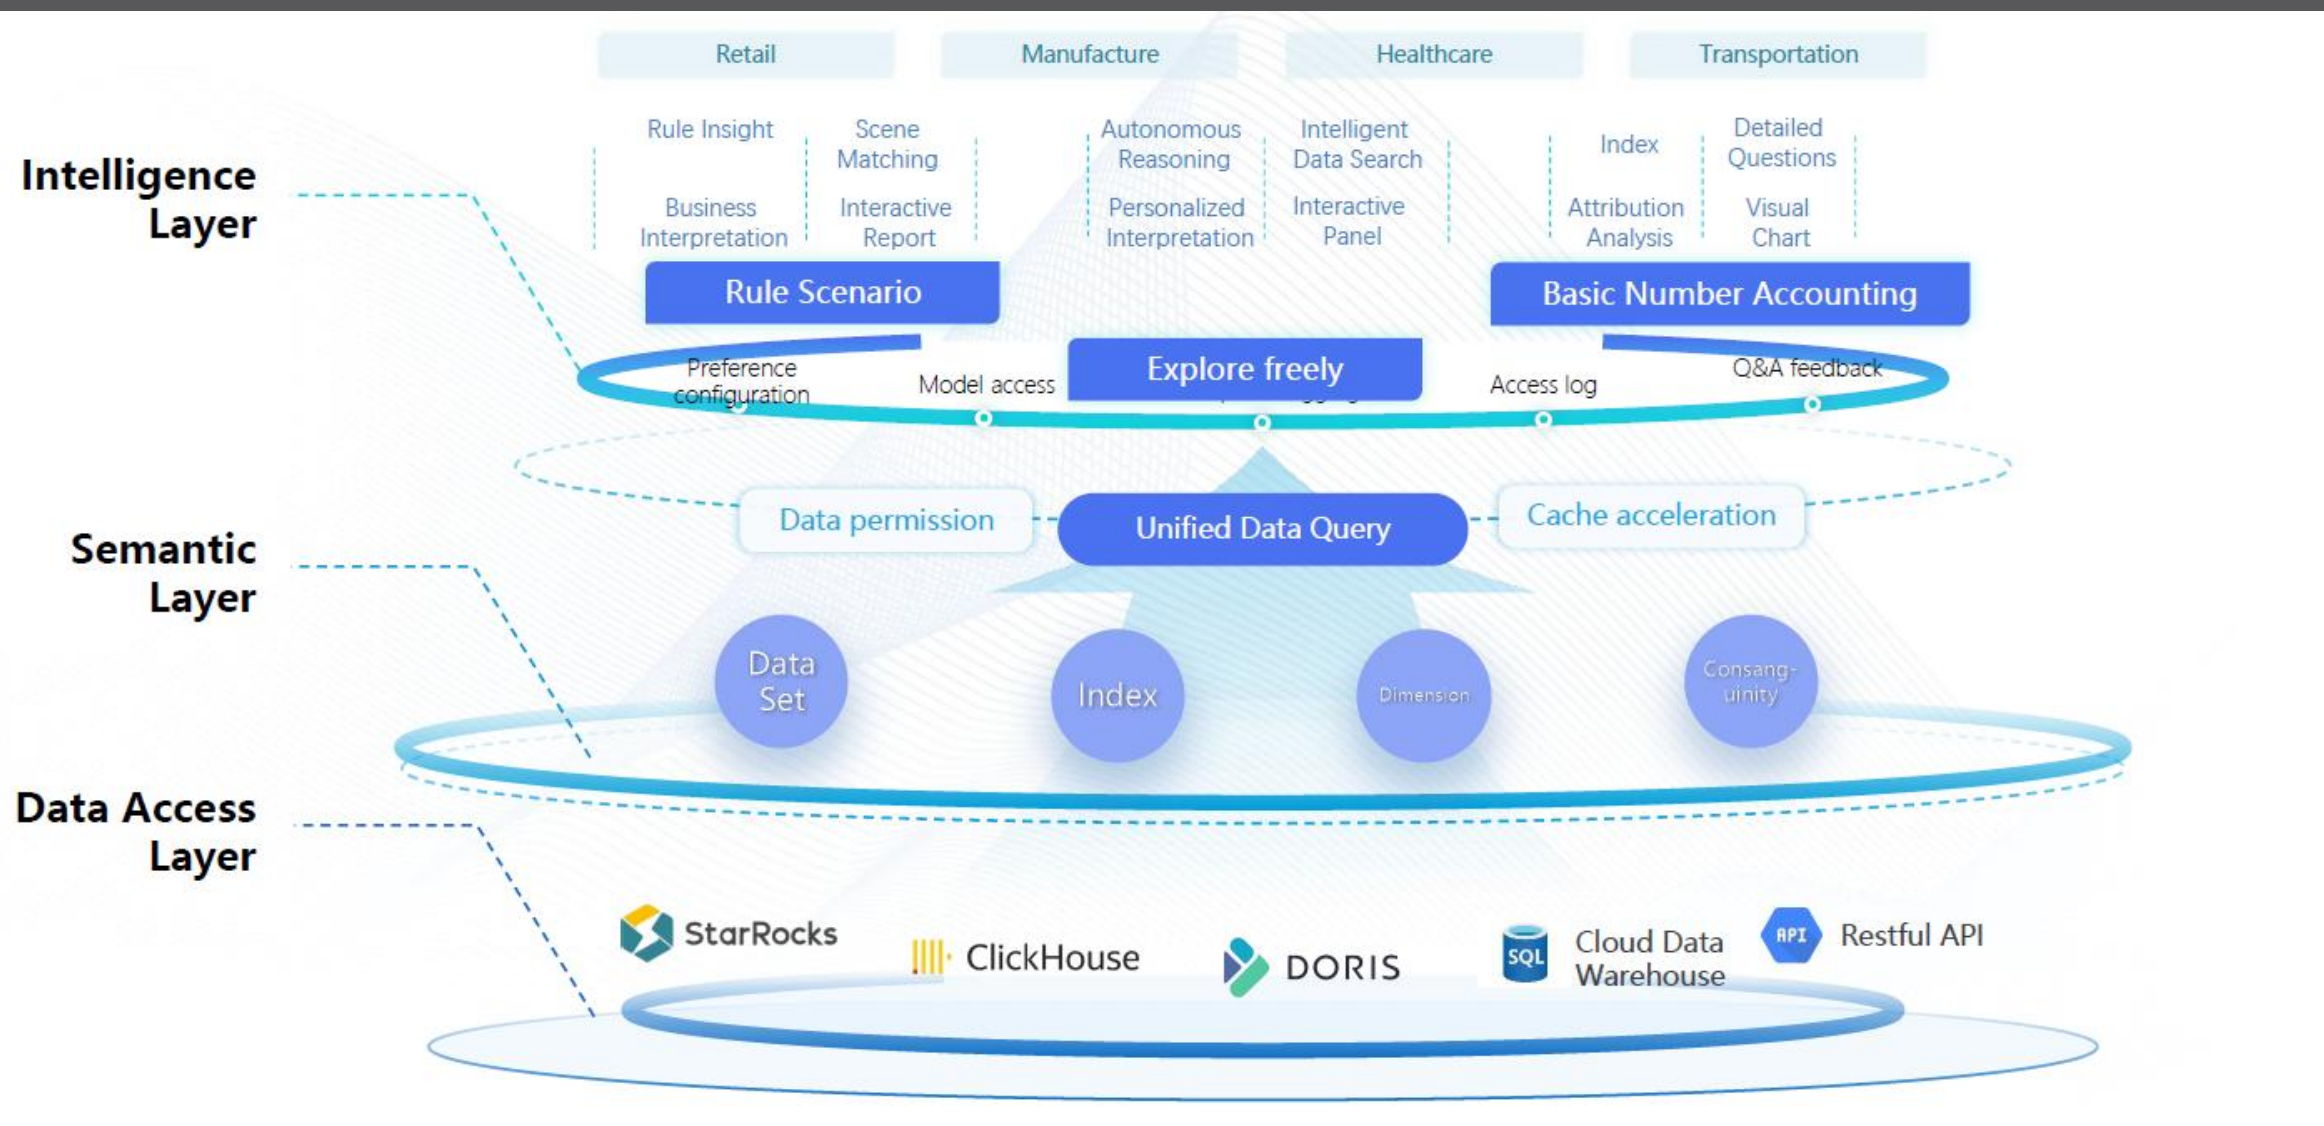 Retail
Manufacture
Healthcare
Transportation
Rule Insight
Scene
Matching
Autonomous
Reasoning
Intelligent
Data Search
Index
Detailed
Questions
Business
Interpretation
Interactive
Report
Personalized
Interpretation
Interactive
Panel
Attribution
Analysis
Visual
Chart
Intelligence
Layer
Rule Scenario
Explore freely
Basic Number Accounting
Preference
configuration
Model access
Access log
Q&A feedback
Semantic
Layer
Data permission
Unified Data Query
Cache acceleration
Data
Set
Index
Dimension
Consang-
uinity
Data Access
Layer
StarRocks
ClickHouse
DORIS
SQL
Cloud Data
Warehouse
API
Restful API